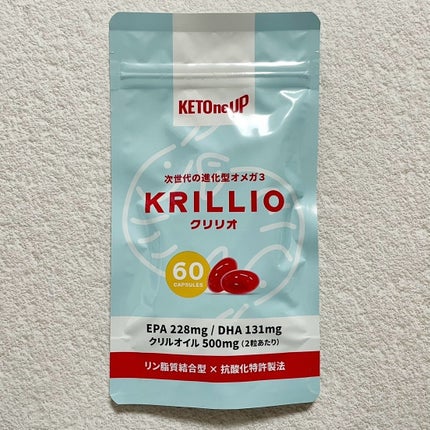 KETOneUP
次世代の進化型オメガ3
KRILLIO
クリリオ
60
CAPSULES
EPA 228mg / DHA 131mg
クリルオイル 500mg (2粒あたり)
リン脂質結合型 × 抗酸化特許製法